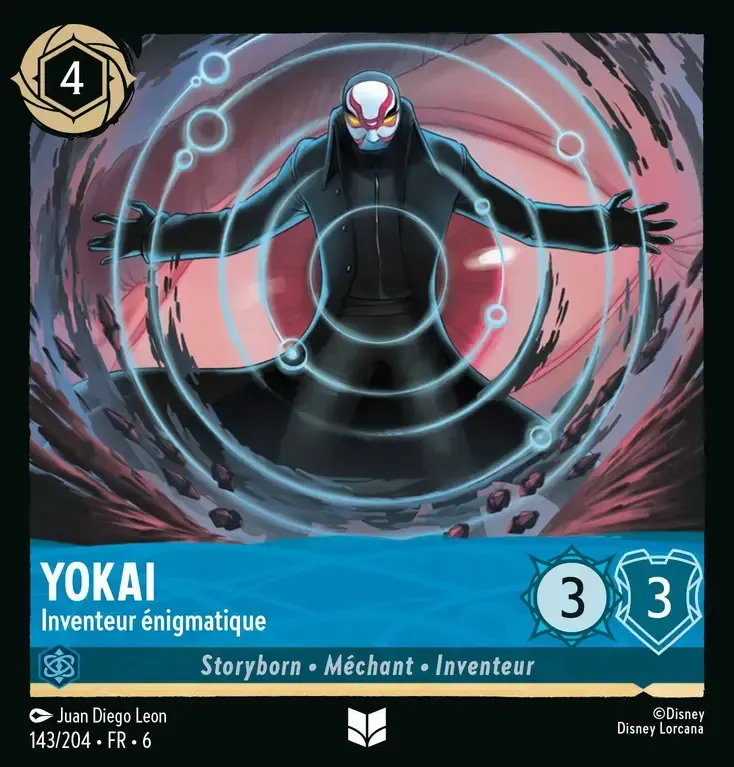 4
YOKAI
Inventeur énigmatique
3
3
Storyborn • Méchant • Inventeur
Juan Diego Leon
©Disney
143/204 • FR • 6
Disney Lorcana